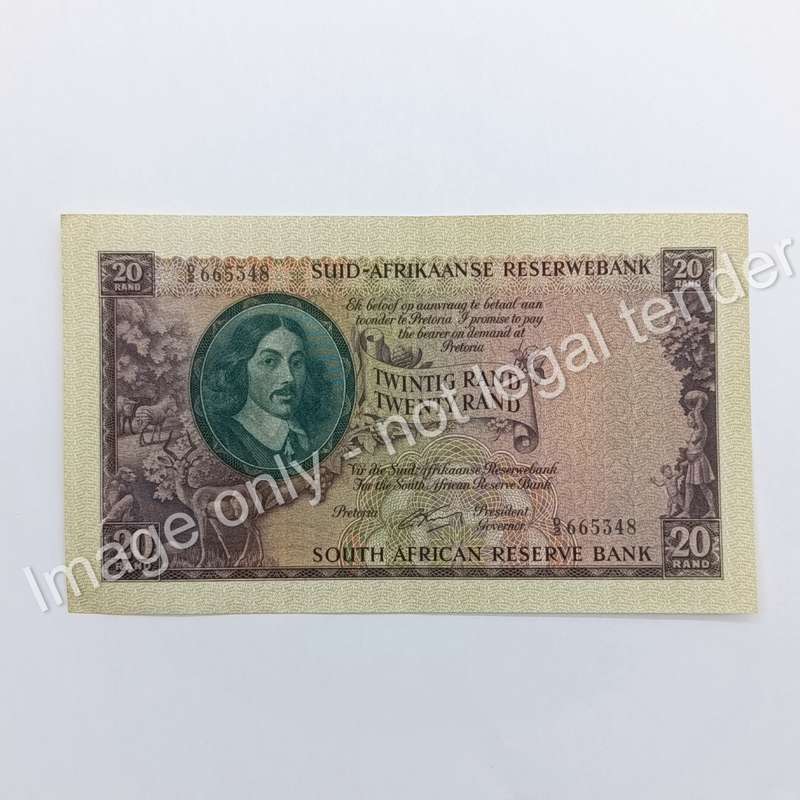 20
RAND
665348
SUID-AFRIKAANSE RESERWEBANK
20
RAND
Ek beloof op aanvraag te betaal aan
toonder te Pretoria. I promise to pay
the bearer on demand at
Pretoria
TWINTIG RAND
TWENTY RAND
Vir die Suid-Afrikaanse Reserwebank
For the South African Reserve Bank
Pretoria
President
Governor
665348
20
RAND
SOUTH AFRICAN RESERVE BANK
20
RAND
Image only - not legal tender